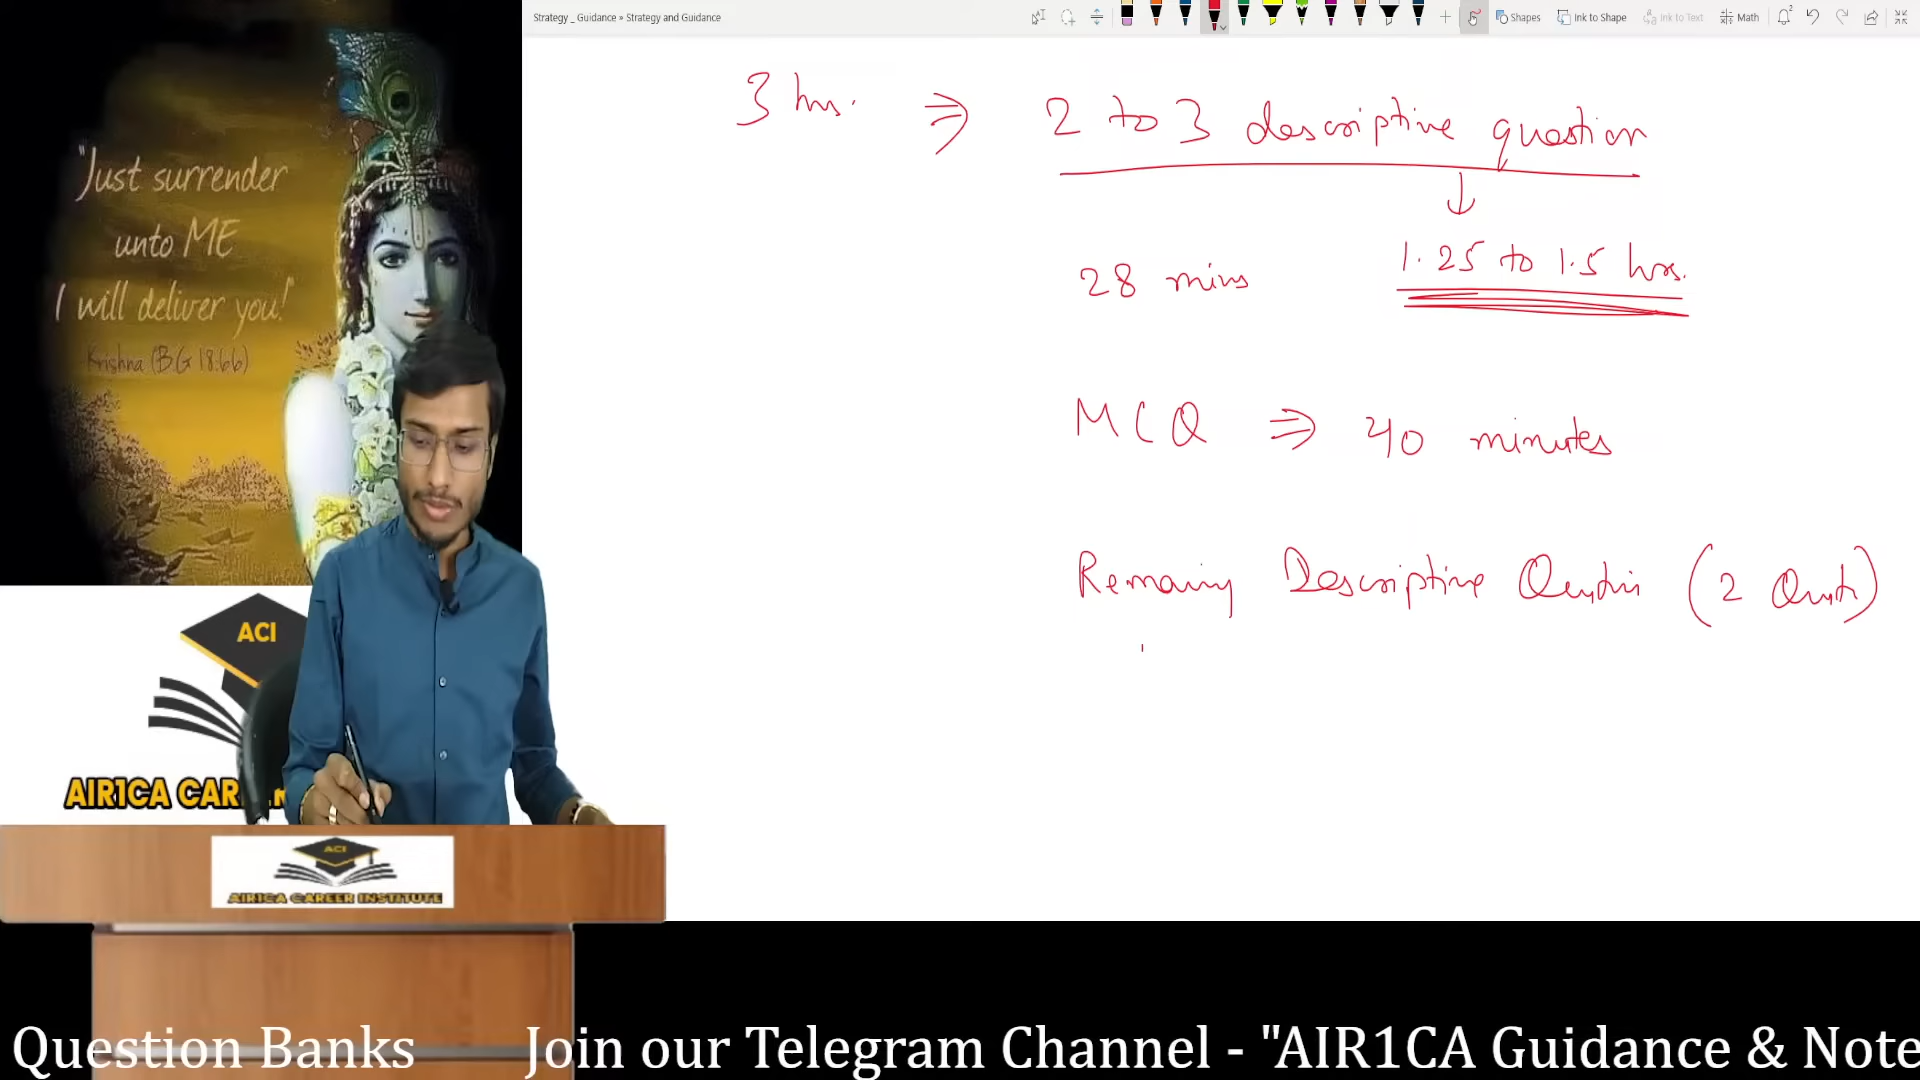 Strategy _ Guidance » Strategy and Guidance
Shapes
Ink to Shape
Ink to Text
Math
3 hrs. ⇒ 2 to 3 descriptive question
↓
28 mins
1.25 to 1.5 hrs.
MCQ ⇒ 40 minutes
Remaining Descriptive Question (2 Quest)
"Just surrender
unto ME
I will deliver you!"
Krishna (B.G 18:66)
ACI
AIR1CA CAR
ACI
AIR1CA CAREER INSTITUTE
Question Banks Join our Telegram Channel - "AIR1CA Guidance & Note